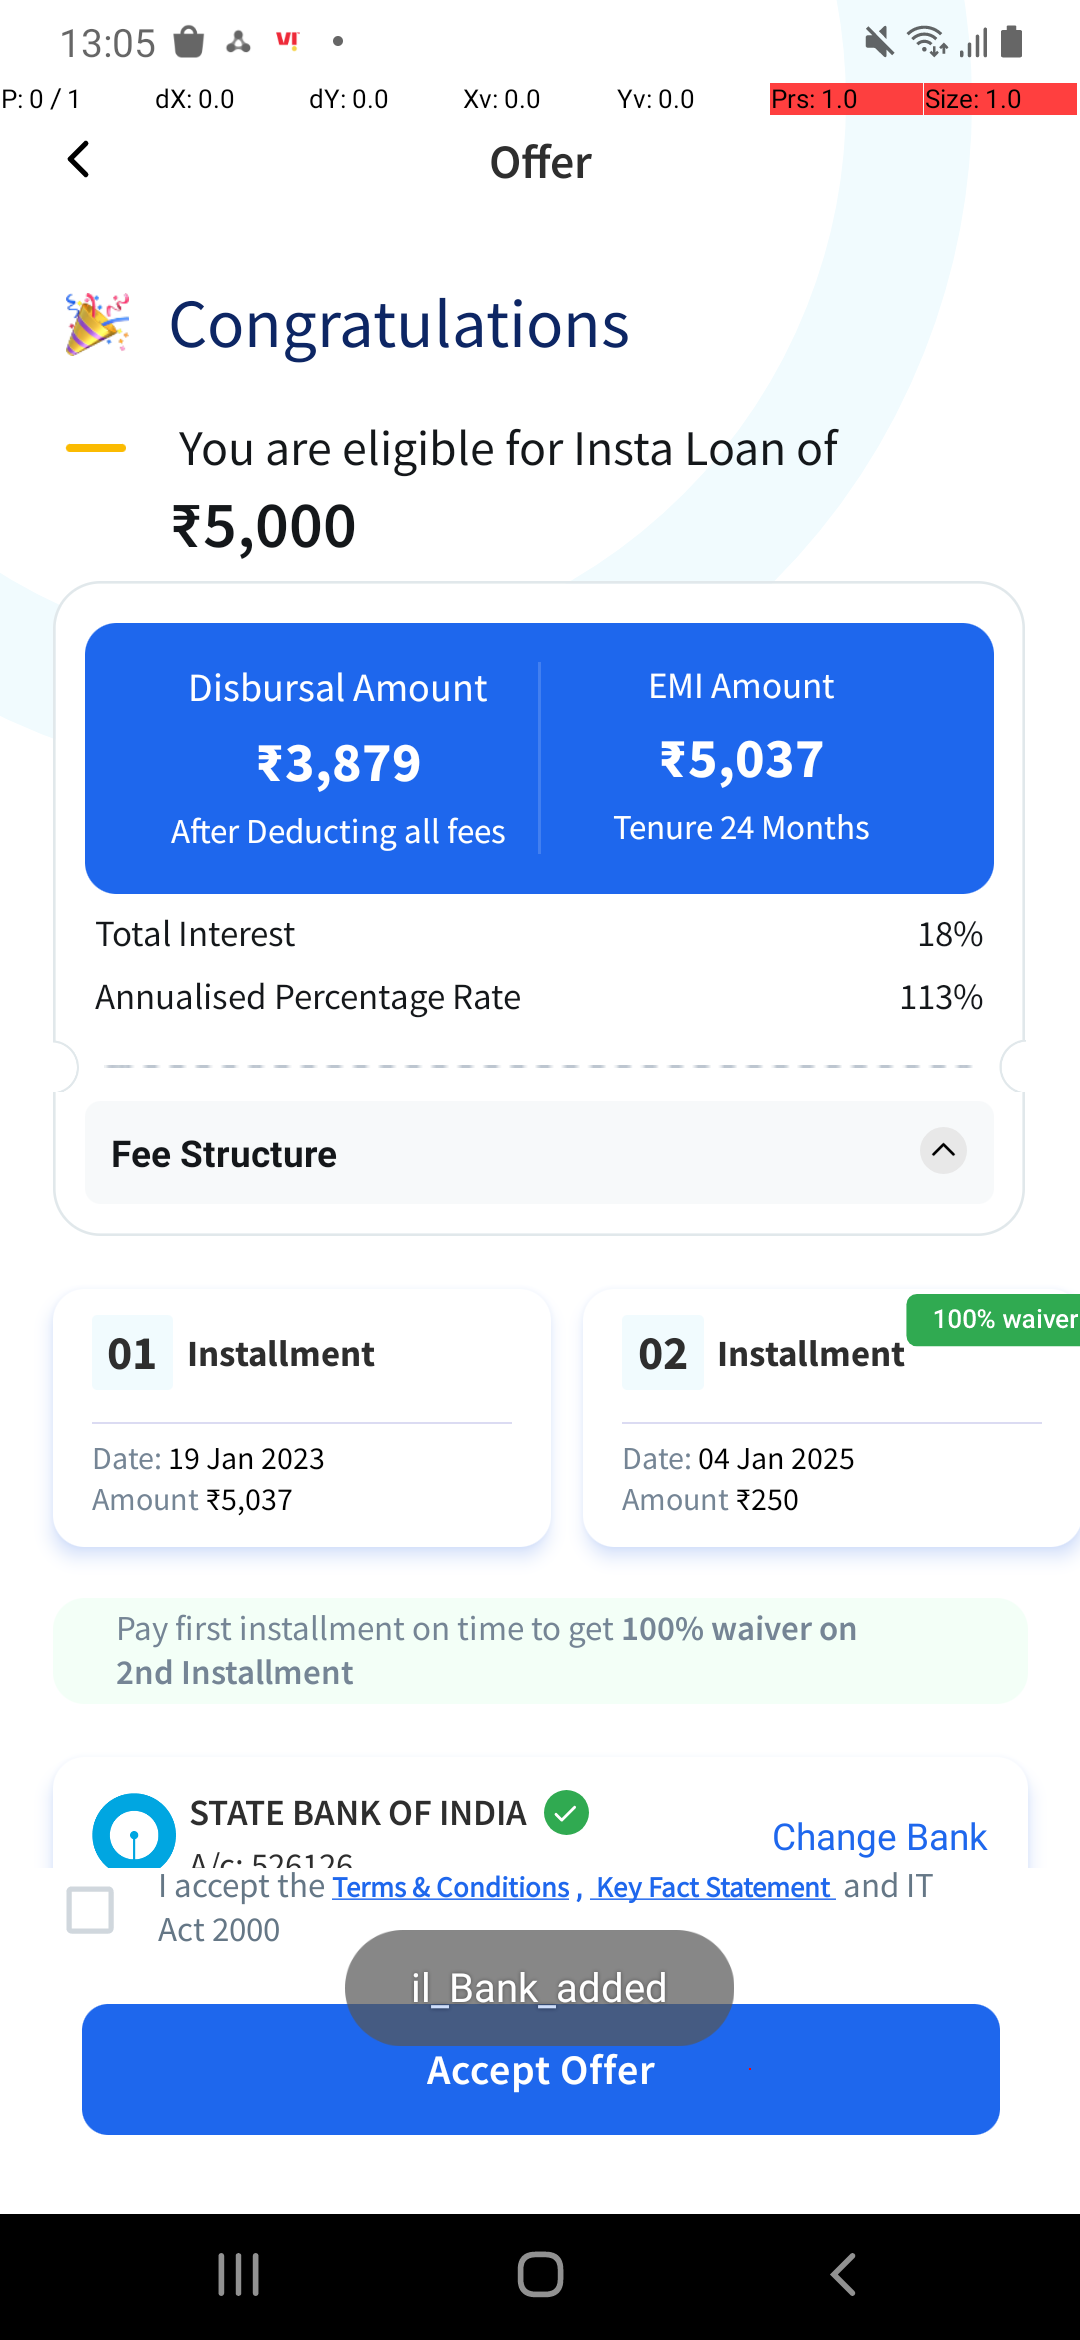 13:05
P: 0 / 1 dX: 0.0 dY: 0.0 Xv: 0.0 Yv: 0.0 Prs: 1.0 Size: 1.0
Offer
Congratulations
You are eligible for Insta Loan of
₹5,000
Disbursal Amount
₹3,879
After Deducting all fees
EMI Amount
₹5,037
Tenure 24 Months
Total Interest 18%
Annualised Percentage Rate 113%
Fee Structure
01 Installment
Date: 19 Jan 2023
Amount ₹5,037
100% waiver
02 Installment
Date: 04 Jan 2025
Amount ₹250
Pay first installment on time to get 100% waiver on
2nd Installment
STATE BANK OF INDIA
A/c: 526126
Change Bank
I accept the Terms & Conditions , Key Fact Statement and IT
Act 2000
il_Bank_added
Accept Offer